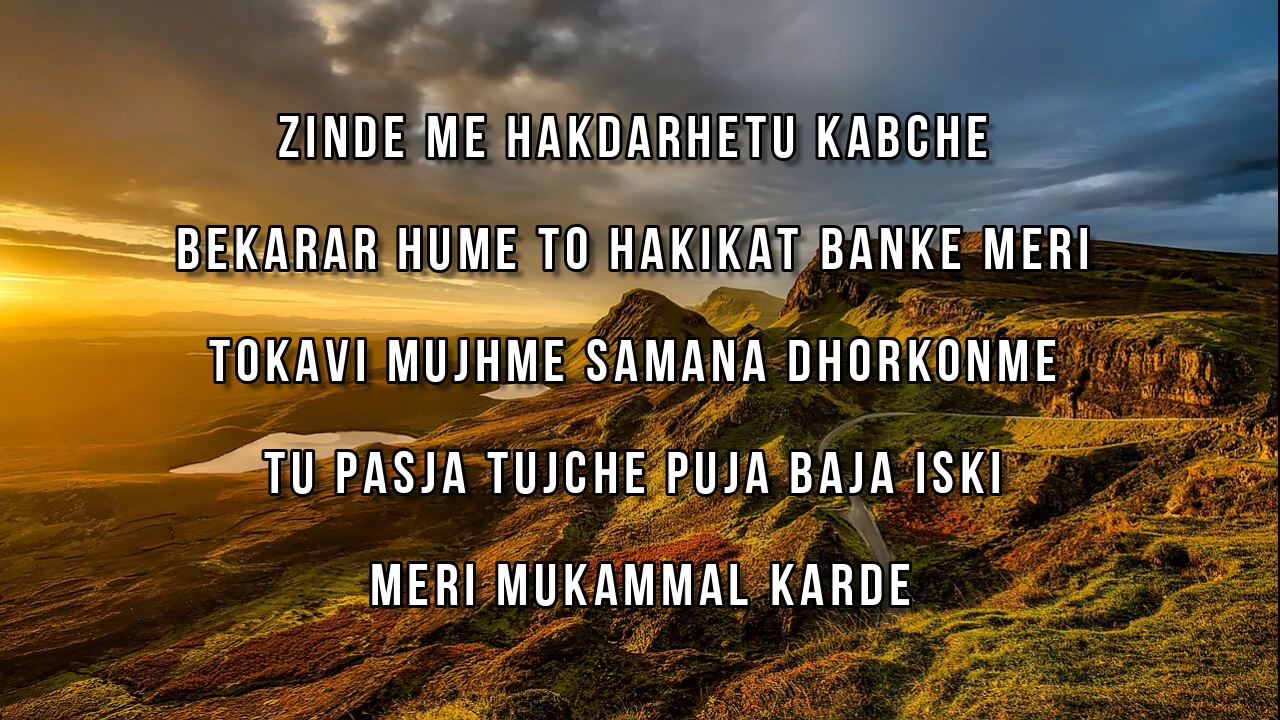 ZINDE ME HAKDARHETU KABCHE
BEKARAR HUME TO HAKIKAT BANKE MERI
TOKAVI MUJHME SAMANA DHORKONME
TU PASJA TUJCHE PUJA BAJA ISKI
MERI MUKAMMAL KARDE